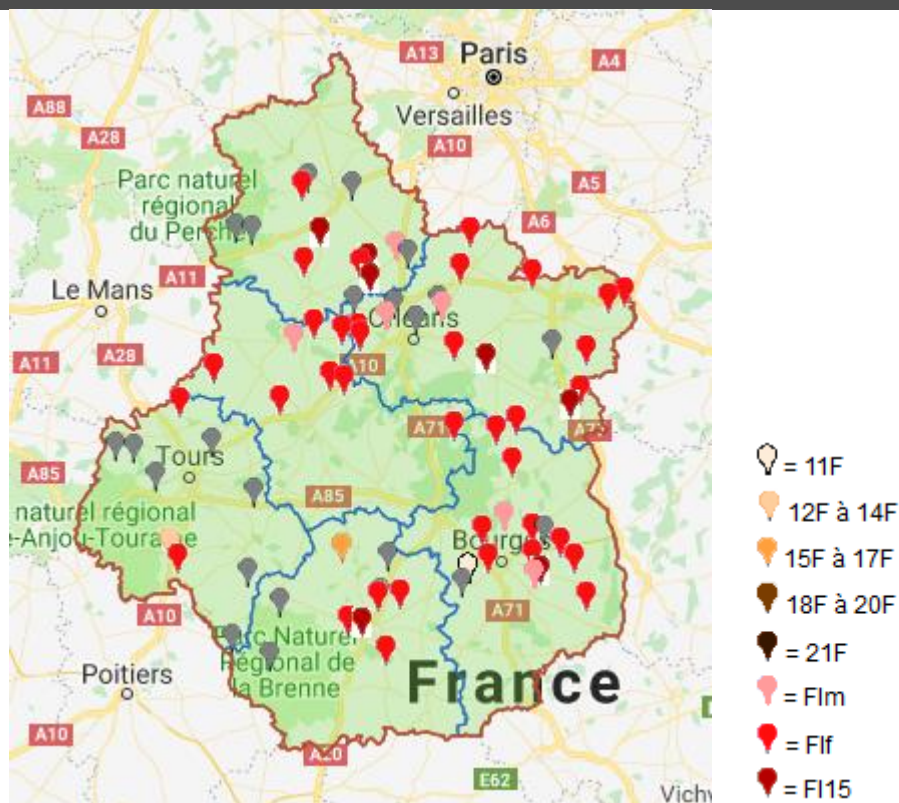 Paris
A13
A4
Versailles
A88
A28
A10
Parc naturel
régional
du Perche
A5
A6
A11
Le Mans
Orléans
A11
A28
A10
A71
A77
Tours
A85
A85
naturel régional
e-Anjou-Touraine
Bourges
A10
A71
Parc Naturel
Régional de
la Brenne
Poitiers
France
A10
A20
E62
Vichy
= 11F
12F à 14F
15F à 17F
18F à 20F
= 21F
= Flm
= Flf
= Fl15